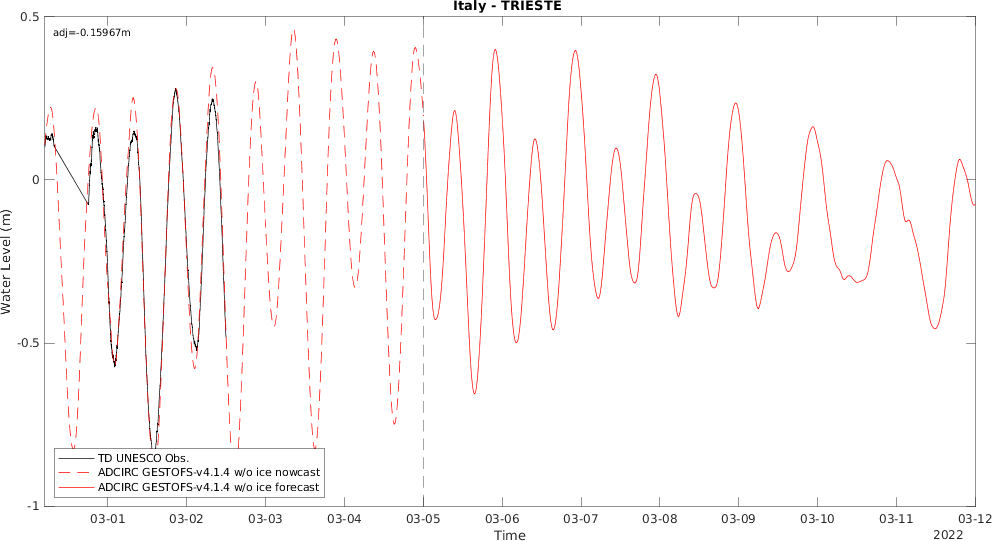 Italy - TRIESTE
adj=-0.15967m
0.5
0
-0.5
-1
Water Level (m)
TD UNESCO Obs.
ADCIRC GESTOFS-v4.1.4 w/o ice nowcast
ADCIRC GESTOFS-v4.1.4 w/o ice forecast
03-01 03-02 03-03 03-04 03-05 03-06 03-07 03-08 03-09 03-10 03-11 03-12
Time
2022